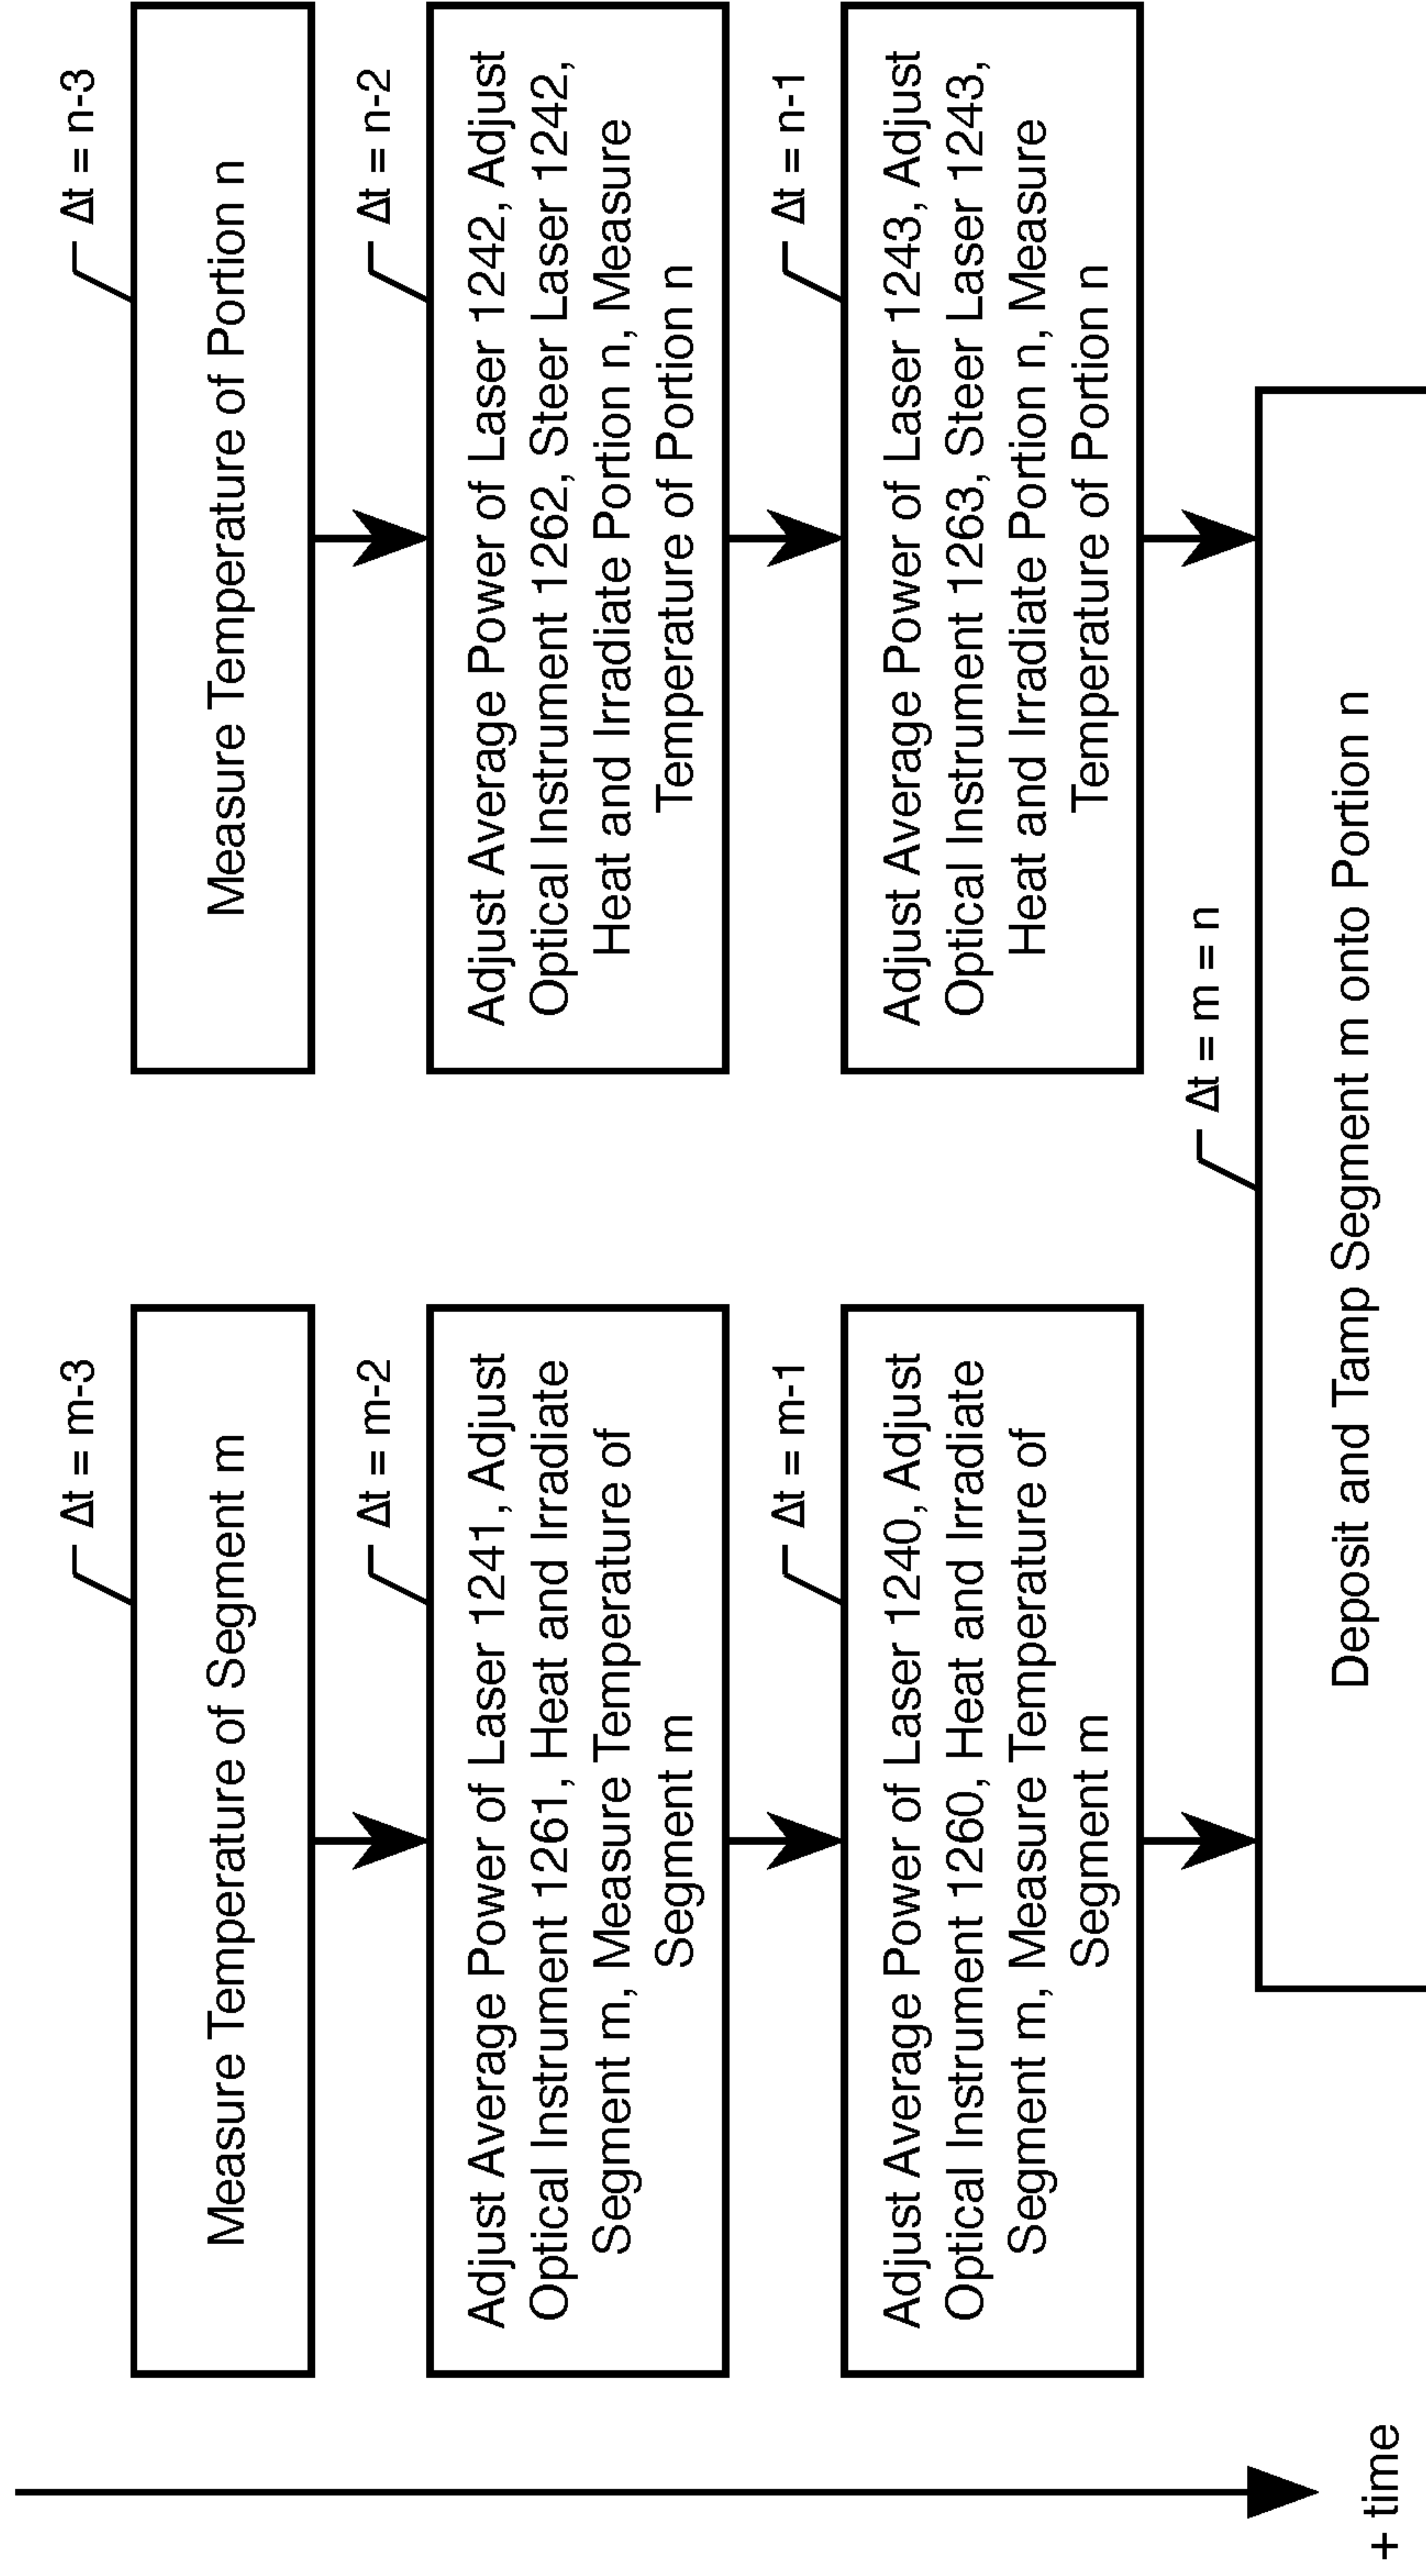 Δt = m-3
Measure Temperature of Segment m
Δt = m-2
Adjust Average Power of Laser 1241, Adjust
Optical Instrument 1261, Heat and Irradiate
Segment m, Measure Temperature of
Segment m
Δt = m-1
Adjust Average Power of Laser 1240, Adjust
Optical Instrument 1260, Heat and Irradiate
Segment m, Measure Temperature of
Segment m
Δt = n-3
Measure Temperature of Portion n
Δt = n-2
Adjust Average Power of Laser 1242, Adjust
Optical Instrument 1262, Steer Laser 1242,
Heat and Irradiate Portion n, Measure
Temperature of Portion n
Δt = n-1
Adjust Average Power of Laser 1243, Adjust
Optical Instrument 1263, Steer Laser 1243,
Heat and Irradiate Portion n, Measure
Temperature of Portion n
Δt = m = n
Deposit and Tamp Segment m onto Portion n
+ time